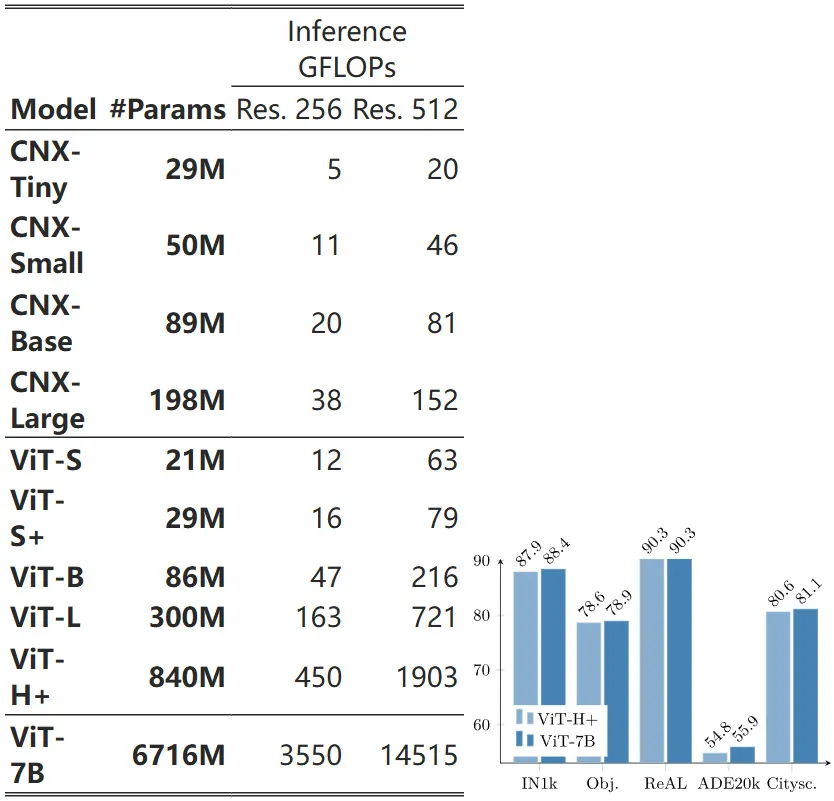 Inference
GFLOPs
Model #Params Res. 256 Res. 512
CNX-
Tiny 29M 5 20
CNX-
Small 50M 11 46
CNX-
Base 89M 20 81
CNX-
Large 198M 38 152
ViT-S 21M 12 63
ViT-
S+ 29M 16 79
ViT-B 86M 47 216
ViT-L 300M 163 721
ViT-
H+ 840M 450 1903
ViT-
7B 6716M 3550 14515
87.9 88.4 78.6 78.9 90.3 90.3 54.8 55.9 80.6 81.1
90
80
70
60
ViT-H+
ViT-7B
IN1k Obj. ReAL ADE20k Citysc.